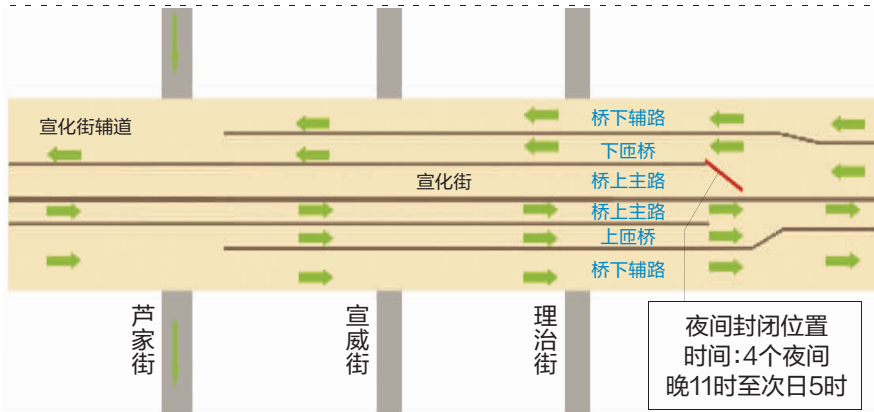 桥下辅路
宣化街辅道
下匝桥
宣化街
桥上主路
桥上主路
上匝桥
桥下辅路
芦家街
宣威街
理治街
夜间封闭位置
时间:4个夜间
晚11时至次日5时